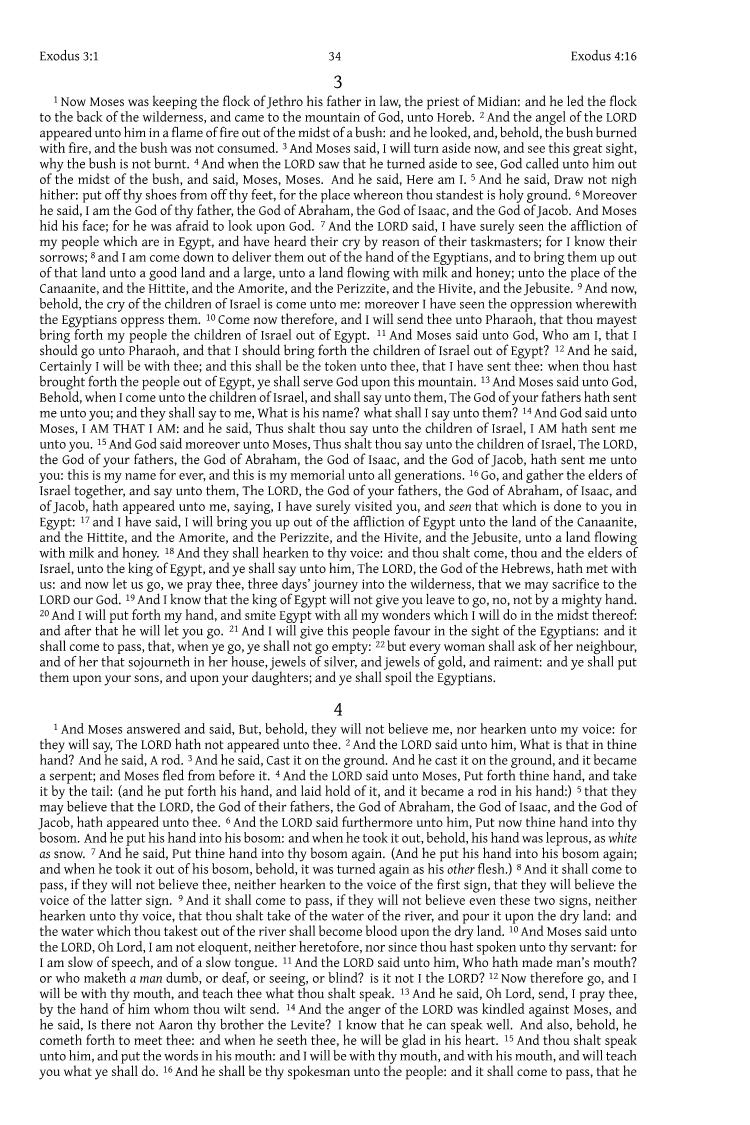 Exodus 3:1 34 Exodus 4:16
3
1 Now Moses was keeping the flock of Jethro his father in law, the priest of Midian: and he led the flock
to the back of the wilderness, and came to the mountain of God, unto Horeb. 2 And the angel of the LORD
appeared unto him in a flame of fire out of the midst of a bush: and he looked, and, behold, the bush burned
with fire, and the bush was not consumed. 3 And Moses said, I will turn aside now, and see this great sight,
why the bush is not burnt. 4 And when the LORD saw that he turned aside to see, God called unto him out
of the midst of the bush, and said, Moses, Moses. And he said, Here am I. 5 And he said, Draw not nigh
hither: put off thy shoes from off thy feet, for the place whereon thou standest is holy ground. 6 Moreover
he said, I am the God of thy father, the God of Abraham, the God of Isaac, and the God of Jacob. And Moses
hid his face; for he was afraid to look upon God. 7 And the LORD said, I have surely seen the affliction of
my people which are in Egypt, and have heard their cry by reason of their taskmasters; for I know their
sorrows; 8 and I am come down to deliver them out of the hand of the Egyptians, and to bring them up out
of that land unto a good land and a large, unto a land flowing with milk and honey; unto the place of the
Canaanite, and the Hittite, and the Amorite, and the Perizzite, and the Hivite, and the Jebusite. 9 And now,
behold, the cry of the children of Israel is come unto me: moreover I have seen the oppression wherewith
the Egyptians oppress them. 10 Come now therefore, and I will send thee unto Pharaoh, that thou mayest
bring forth my people the children of Israel out of Egypt. 11 And Moses said unto God, Who am I, that I
should go unto Pharaoh, and that I should bring forth the children of Israel out of Egypt? 12 And he said,
Certainly I will be with thee; and this shall be the token unto thee, that I have sent thee: when thou hast
brought forth the people out of Egypt, ye shall serve God upon this mountain. 13 And Moses said unto God,
Behold, when I come unto the children of Israel, and shall say unto them, The God of your fathers hath sent
me unto you; and they shall say to me, What is his name? what shall I say unto them? 14 And God said unto
Moses, I AM THAT I AM: and he said, Thus shalt thou say unto the children of Israel, I AM hath sent me
unto you. 15 And God said moreover unto Moses, Thus shalt thou say unto the children of Israel, The LORD,
the God of your fathers, the God of Abraham, the God of Isaac, and the God of Jacob, hath sent me unto
you: this is my name for ever, and this is my memorial unto all generations. 16 Go, and gather the elders of
Israel together, and say unto them, The LORD, the God of your fathers, the God of Abraham, of Isaac, and
of Jacob, hath appeared unto me, saying, I have surely visited you, and seen that which is done to you in
Egypt: 17 and I have said, I will bring you up out of the affliction of Egypt unto the land of the Canaanite,
and the Hittite, and the Amorite, and the Perizzite, and the Hivite, and the Jebusite, unto a land flowing
with milk and honey. 18 And they shall hearken to thy voice: and thou shalt come, thou and the elders of
Israel, unto the king of Egypt, and ye shall say unto him, The LORD, the God of the Hebrews, hath met with
us: and now let us go, we pray thee, three days’ journey into the wilderness, that we may sacrifice to the
LORD our God. 19 And I know that the king of Egypt will not give you leave to go, no, not by a mighty hand.
20 And I will put forth my hand, and smite Egypt with all my wonders which I will do in the midst thereof:
and after that he will let you go. 21 And I will give this people favour in the sight of the Egyptians: and it
shall come to pass, that, when ye go, ye shall not go empty: 22 but every woman shall ask of her neighbour,
and of her that sojourneth in her house, jewels of silver, and jewels of gold, and raiment: and ye shall put
them upon your sons, and upon your daughters; and ye shall spoil the Egyptians.
4
1 And Moses answered and said, But, behold, they will not believe me, nor hearken unto my voice: for
they will say, The LORD hath not appeared unto thee. 2 And the LORD said unto him, What is that in thine
hand? And he said, A rod. 3 And he said, Cast it on the ground. And he cast it on the ground, and it became
a serpent; and Moses fled from before it. 4 And the LORD said unto Moses, Put forth thine hand, and take
it by the tail: (and he put forth his hand, and laid hold of it, and it became a rod in his hand:) 5 that they
may believe that the LORD, the God of their fathers, the God of Abraham, the God of Isaac, and the God of
Jacob, hath appeared unto thee. 6 And the LORD said furthermore unto him, Put now thine hand into thy
bosom. And he put his hand into his bosom: and when he took it out, behold, his hand was leprous, as white
as snow. 7 And he said, Put thine hand into thy bosom again. (And he put his hand into his bosom again;
and when he took it out of his bosom, behold, it was turned again as his other flesh.) 8 And it shall come to
pass, if they will not believe thee, neither hearken to the voice of the first sign, that they will believe the
voice of the latter sign. 9 And it shall come to pass, if they will not believe even these two signs, neither
hearken unto thy voice, that thou shalt take of the water of the river, and pour it upon the dry land: and
the water which thou takest out of the river shall become blood upon the dry land. 10 And Moses said unto
the LORD, Oh Lord, I am not eloquent, neither heretofore, nor since thou hast spoken unto thy servant: for
I am slow of speech, and of a slow tongue. 11 And the LORD said unto him, Who hath made man’s mouth?
or who maketh a man dumb, or deaf, or seeing, or blind? is it not I the LORD? 12 Now therefore go, and I
will be with thy mouth, and teach thee what thou shalt speak. 13 And he said, Oh Lord, send, I pray thee,
by the hand of him whom thou wilt send. 14 And the anger of the LORD was kindled against Moses, and
he said, Is there not Aaron thy brother the Levite? I know that he can speak well. And also, behold, he
cometh forth to meet thee: and when he seeth thee, he will be glad in his heart. 15 And thou shalt speak
unto him, and put the words in his mouth: and I will be with thy mouth, and with his mouth, and will teach
you what ye shall do. 16 And he shall be thy spokesman unto the people: and it shall come to pass, that he